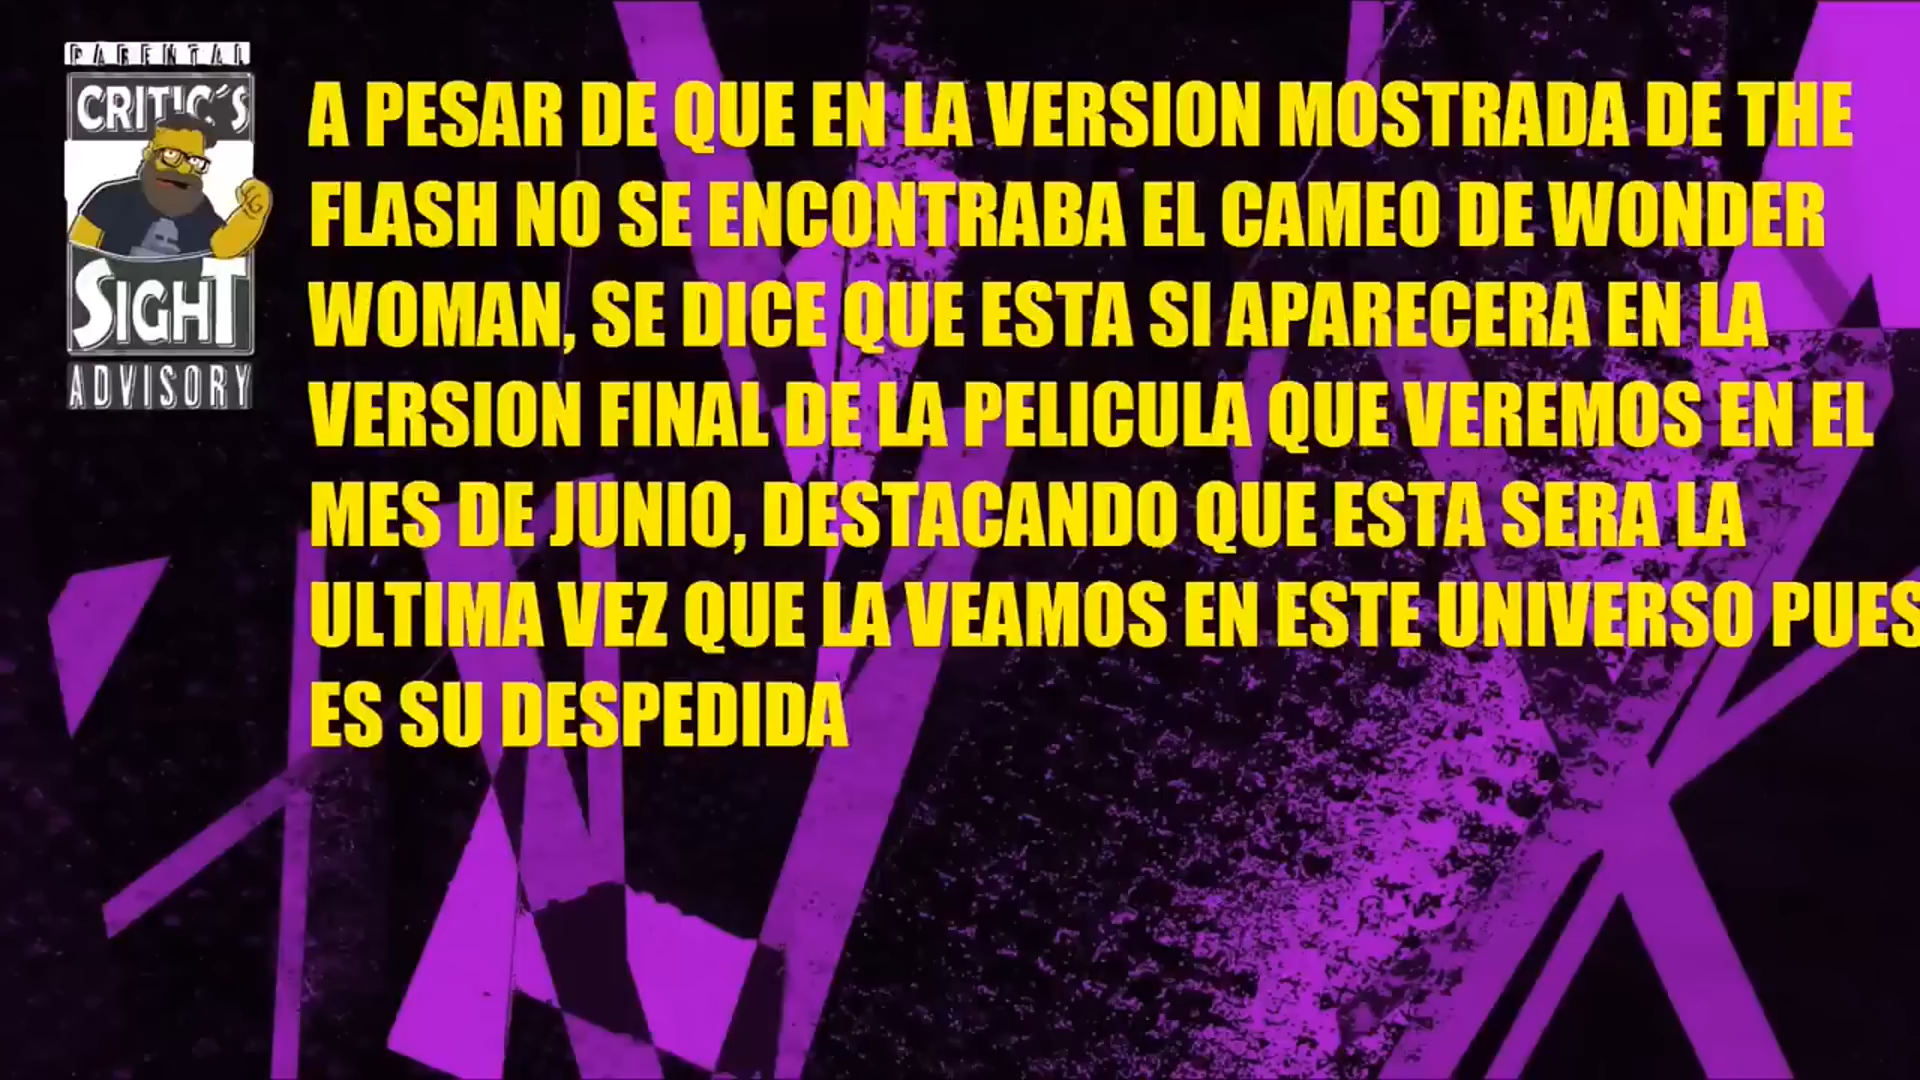 PARENTAL
CRITIC´S
SIGHT
ADVISORY
A PESAR DE QUE EN LA VERSION MOSTRADA DE THE
FLASH NO SE ENCONTRABA EL CAMEO DE WONDER
WOMAN, SE DICE QUE ESTA SI APARECERA EN LA
VERSION FINAL DE LA PELICULA QUE VEREMOS EN EL
MES DE JUNIO, DESTACANDO QUE ESTA SERA LA
ULTIMA VEZ QUE LA VEAMOS EN ESTE UNIVERSO PUES
ES SU DESPEDIDA